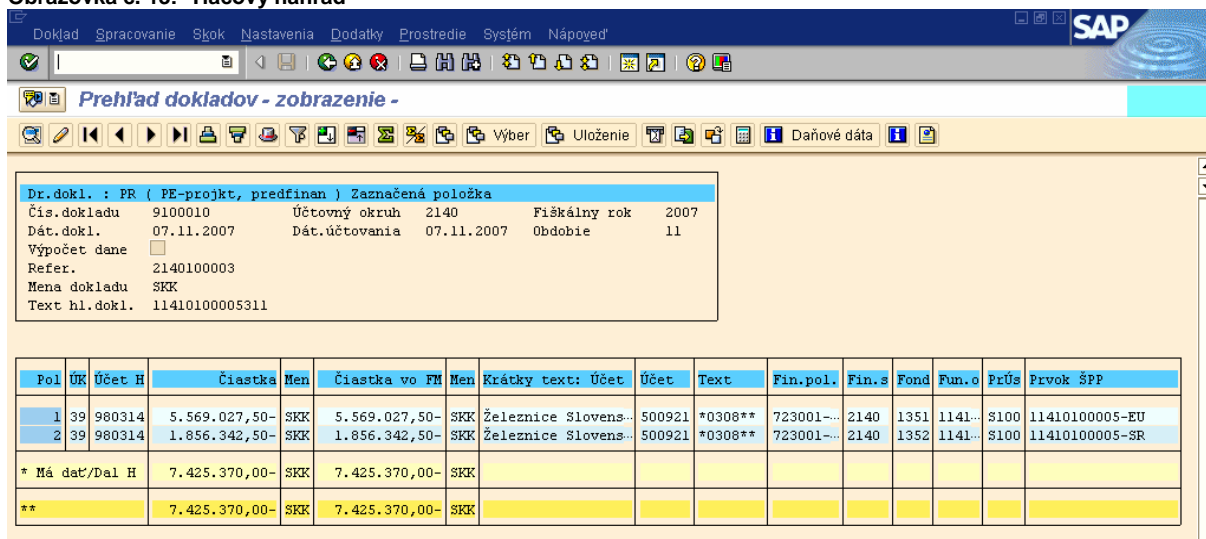 Obrazovka č. 13: Tlačový náhľad
Doklad Spracovanie Skok Nastavenia Dodatky Prostredie Systém Nápoveď
SAP
Prehľad dokladov - zobrazenie -
Výber Uloženie Daňové dáta
Dr.dokl. : PR ( PE-projkt, predfinan ) Zaznačená položka
Čís.dokladu 9100010 Účtovný okruh 2140 Fiškálny rok 2007
Dát.dokl. 07.11.2007 Dát.účtovania 07.11.2007 Obdobie 11
Výpočet dane
Refer. 2140100003
Mena dokladu SKK
Text hl.dokl. 11410100005311
Pol ÚK Účet H Čiastka Men Čiastka vo FM Men Krátky text: Účet Účet Text Fin.pol. Fin.s Fond Fun.o PrÚs Prvok ŠPP
1 39 980314 5.569.027,50- SKK 5.569.027,50- SKK Železnice Slovens… 500921 *0308** 723001-… 2140 1351 1141… S100 11410100005-EU
2 39 980314 1.856.342,50- SKK 1.856.342,50- SKK Železnice Slovens… 500921 *0308** 723001-… 2140 1352 1141… S100 11410100005-SR
* Má dať/Dal H 7.425.370,00- SKK 7.425.370,00- SKK
** 7.425.370,00- SKK 7.425.370,00- SKK